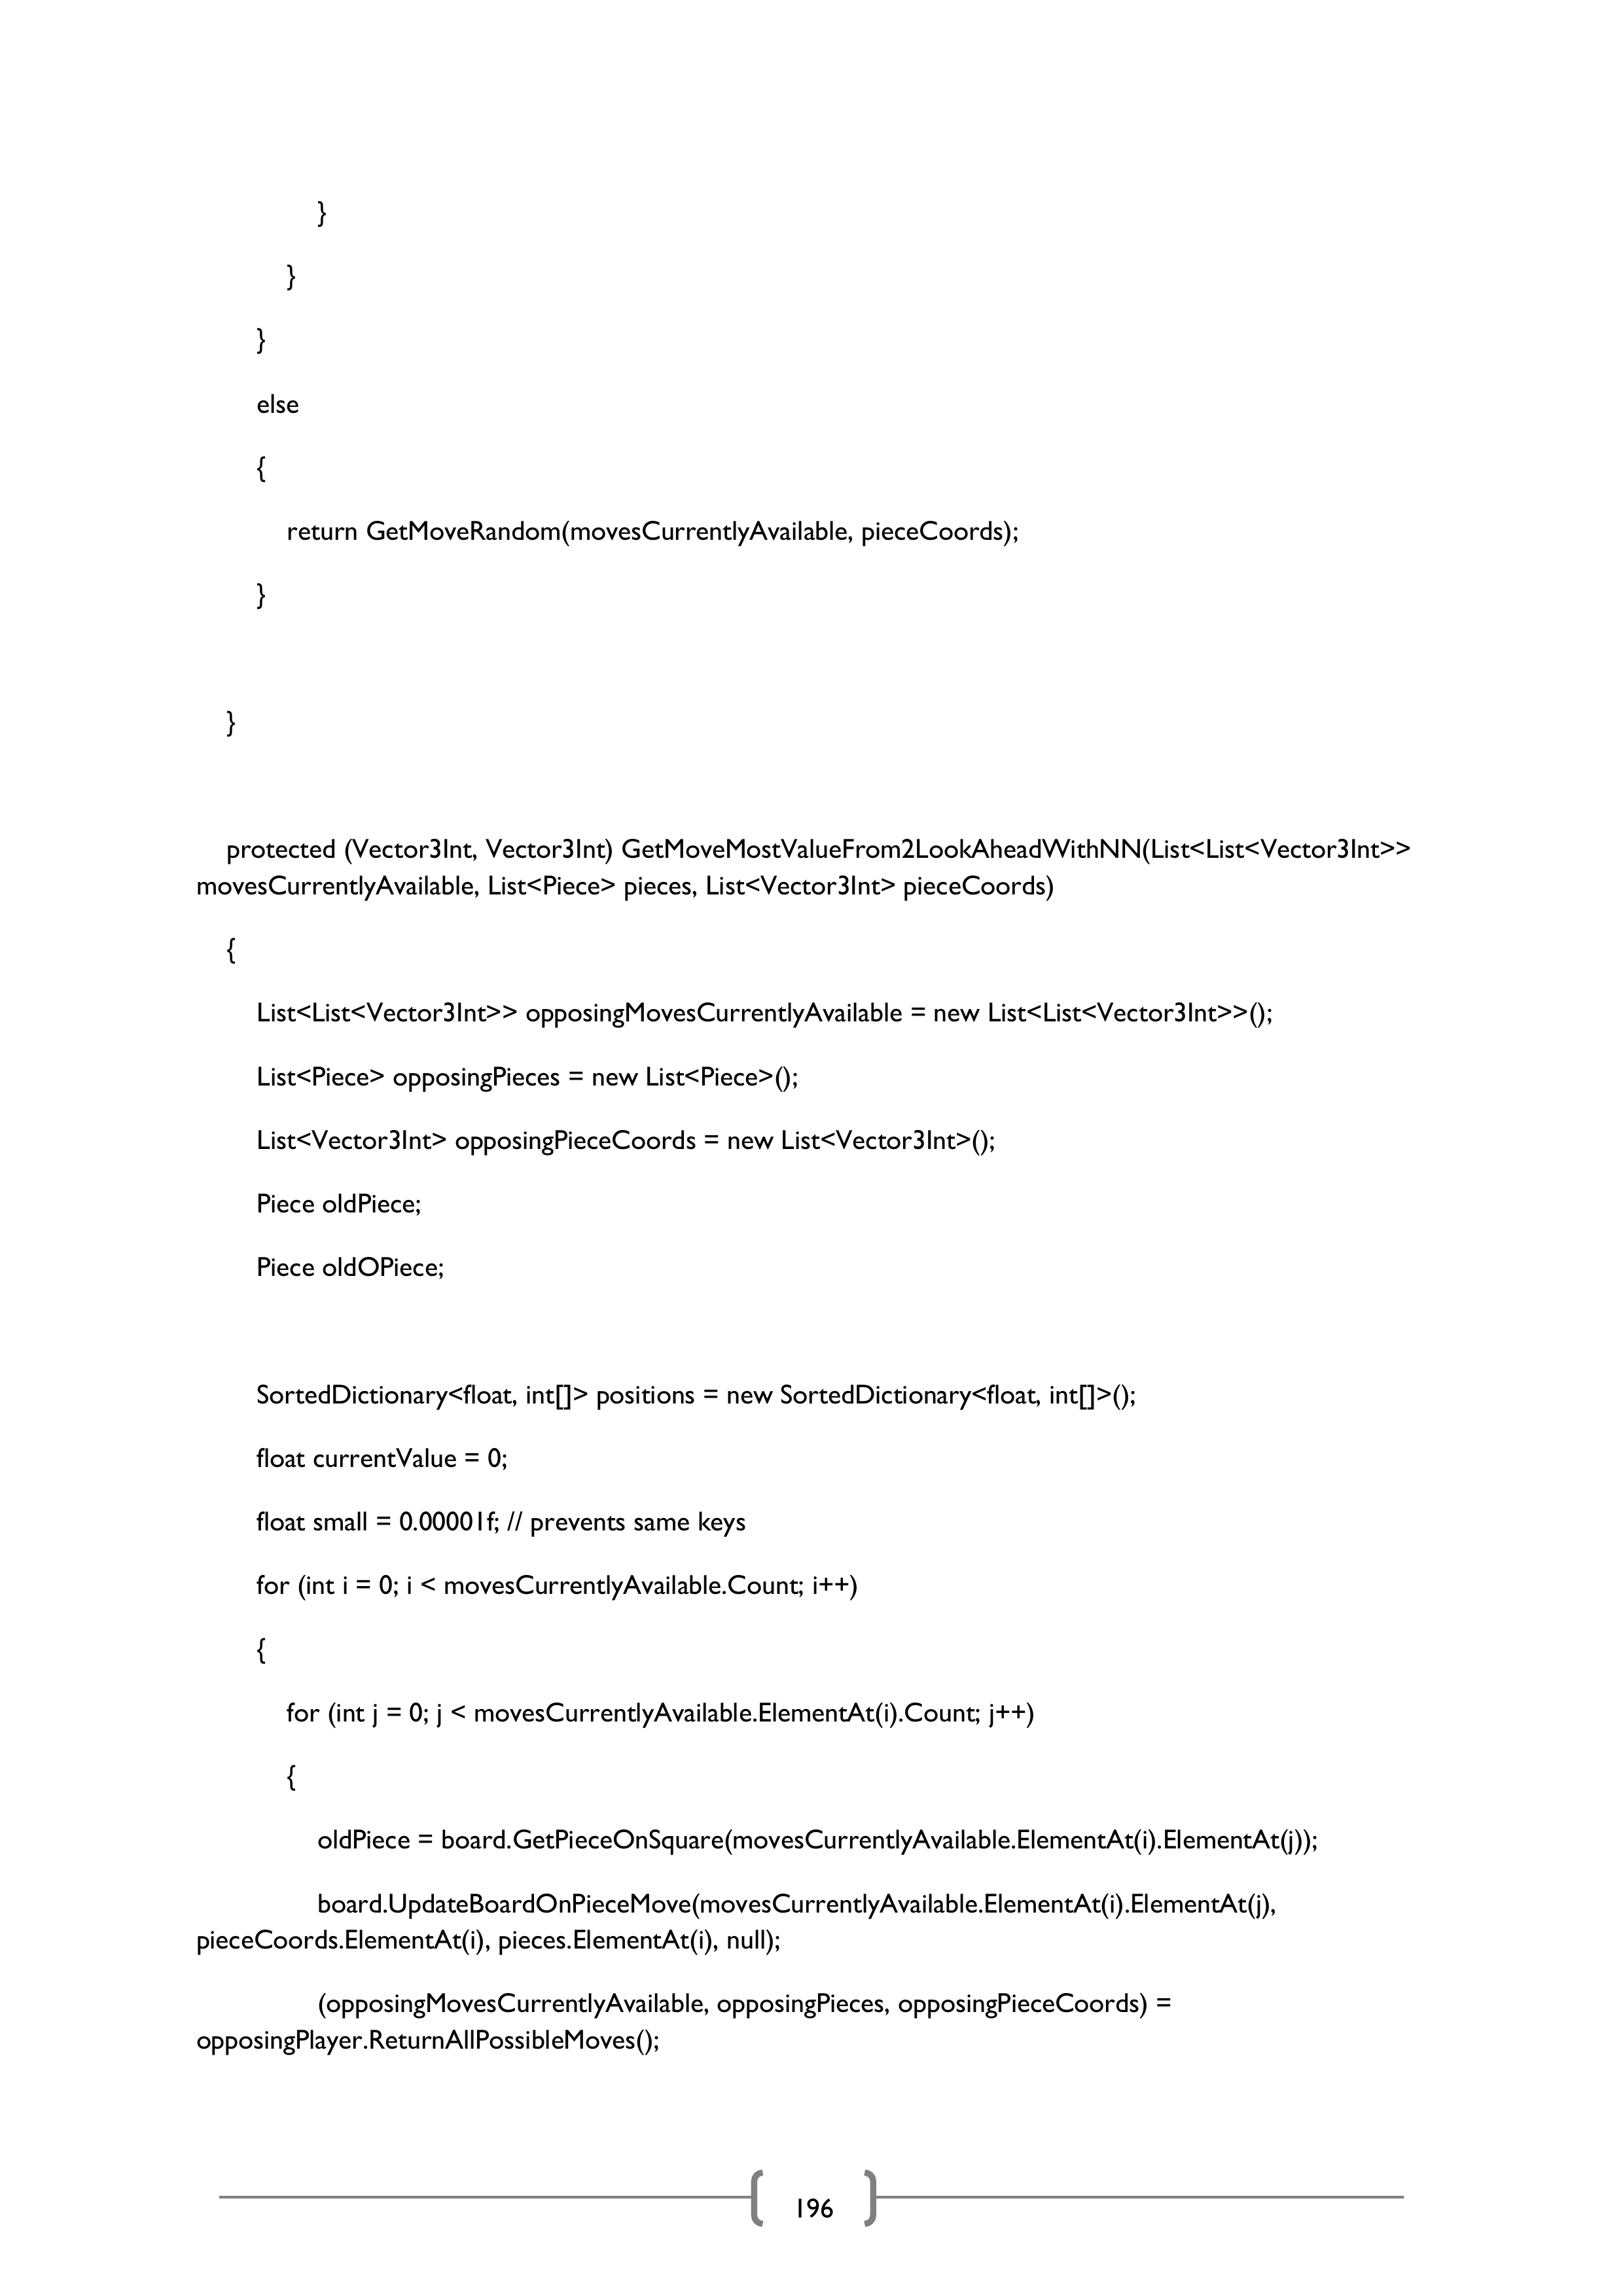 }
}
}
else
{
return GetMoveRandom(movesCurrentlyAvailable, pieceCoords);
}
}
protected (Vector3Int, Vector3Int) GetMoveMostValueFrom2LookAheadWithNN(List<List<Vector3Int>>
movesCurrentlyAvailable, List<Piece> pieces, List<Vector3Int> pieceCoords)
{
List<List<Vector3Int>> opposingMovesCurrentlyAvailable = new List<List<Vector3Int>>();
List<Piece> opposingPieces = new List<Piece>();
List<Vector3Int> opposingPieceCoords = new List<Vector3Int>();
Piece oldPiece;
Piece oldOPiece;
SortedDictionary<float, int[]> positions = new SortedDictionary<float, int[]>();
float currentValue = 0;
float small = 0.00001f; // prevents same keys
for (int i = 0; i < movesCurrentlyAvailable.Count; i++)
{
for (int j = 0; j < movesCurrentlyAvailable.ElementAt(i).Count; j++)
{
oldPiece = board.GetPieceOnSquare(movesCurrentlyAvailable.ElementAt(i).ElementAt(j));
board.UpdateBoardOnPieceMove(movesCurrentlyAvailable.ElementAt(i).ElementAt(j),
pieceCoords.ElementAt(i), pieces.ElementAt(i), null);
(opposingMovesCurrentlyAvailable, opposingPieces, opposingPieceCoords) =
opposingPlayer.ReturnAllPossibleMoves();
196